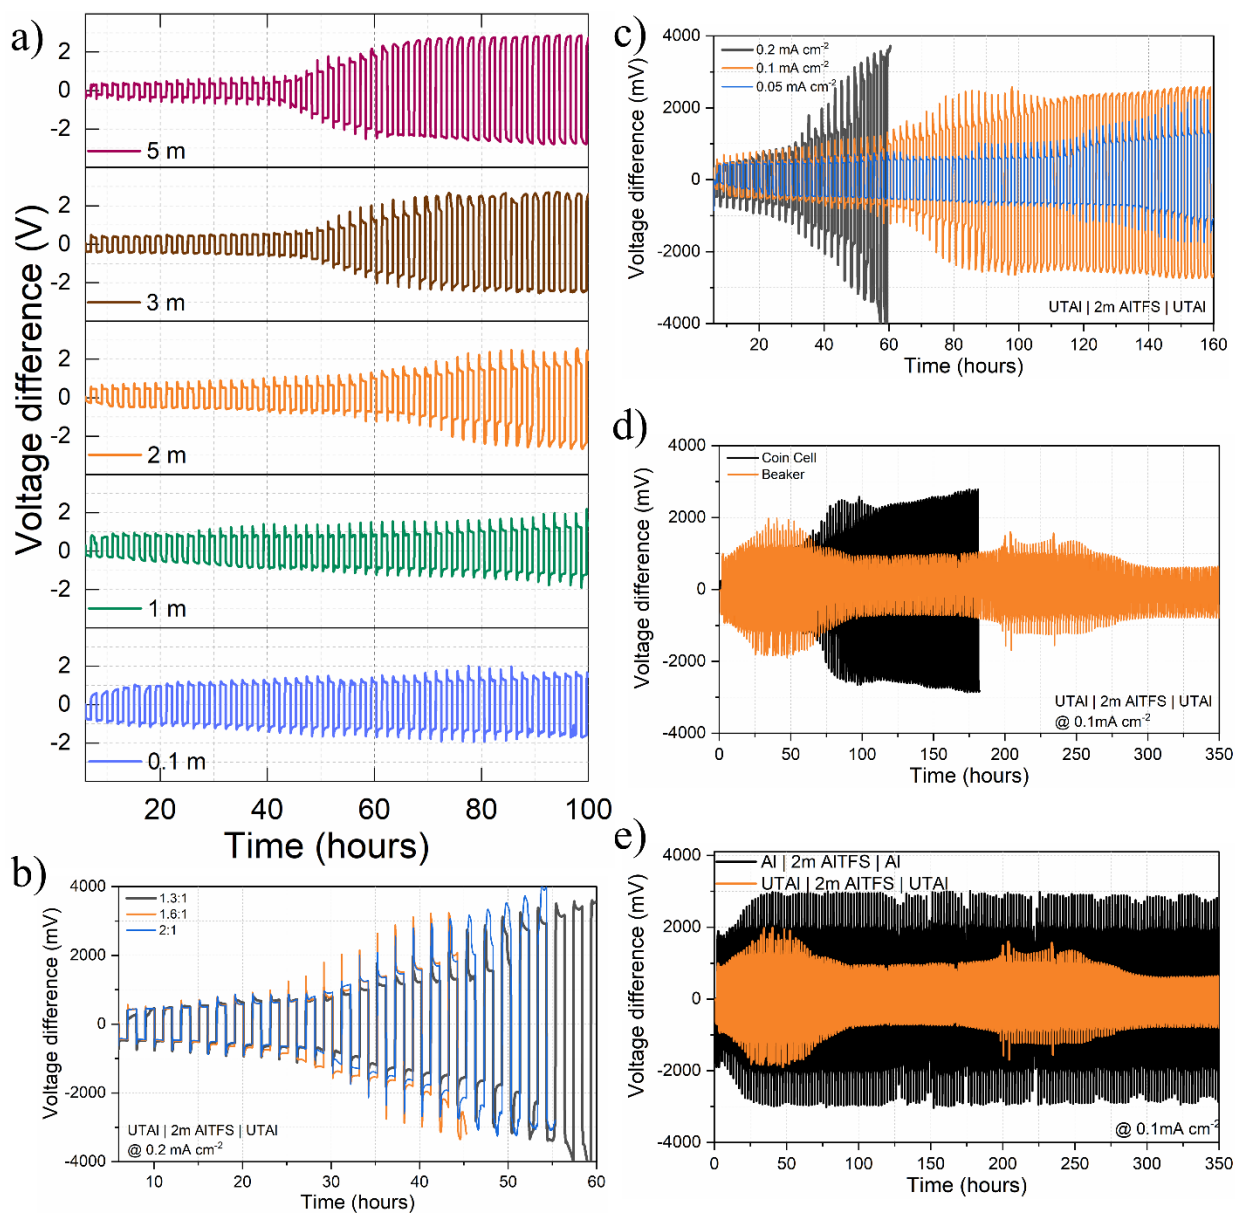 a)
Voltage difference (V)
2
0
-2
5 m
2
0
-2
3 m
2
0
-2
2 m
2
0
-2
1 m
2
0
-2
0.1 m
20 40 60 80 100
Time (hours)
b)
Voltage difference (mV)
4000
2000
0
-2000
-4000
1.3:1
1.6:1
2:1
UTAl | 2m AlTFS | UTAl
@ 0.2 mA cm⁻²
10 20 30 40 50 60
Time (hours)
c)
Voltage difference (mV)
4000
2000
0
-2000
-4000
0.2 mA cm⁻²
0.1 mA cm⁻²
0.05 mA cm⁻²
UTAl | 2m AlTFS | UTAl
20 40 60 80 100 120 140 160
Time (hours)
d)
Voltage difference (mV)
4000
2000
0
-2000
-4000
Coin Cell
Beaker
UTAl | 2m AlTFS | UTAl
@ 0.1mA cm⁻²
0 50 100 150 200 250 300 350
Time (hours)
e)
Voltage difference (mV)
4000
2000
0
-2000
-4000
Al | 2m AlTFS | Al
UTAl | 2m AlTFS | UTAl
@ 0.1mA cm⁻²
0 50 100 150 200 250 300 350
Time (hours)